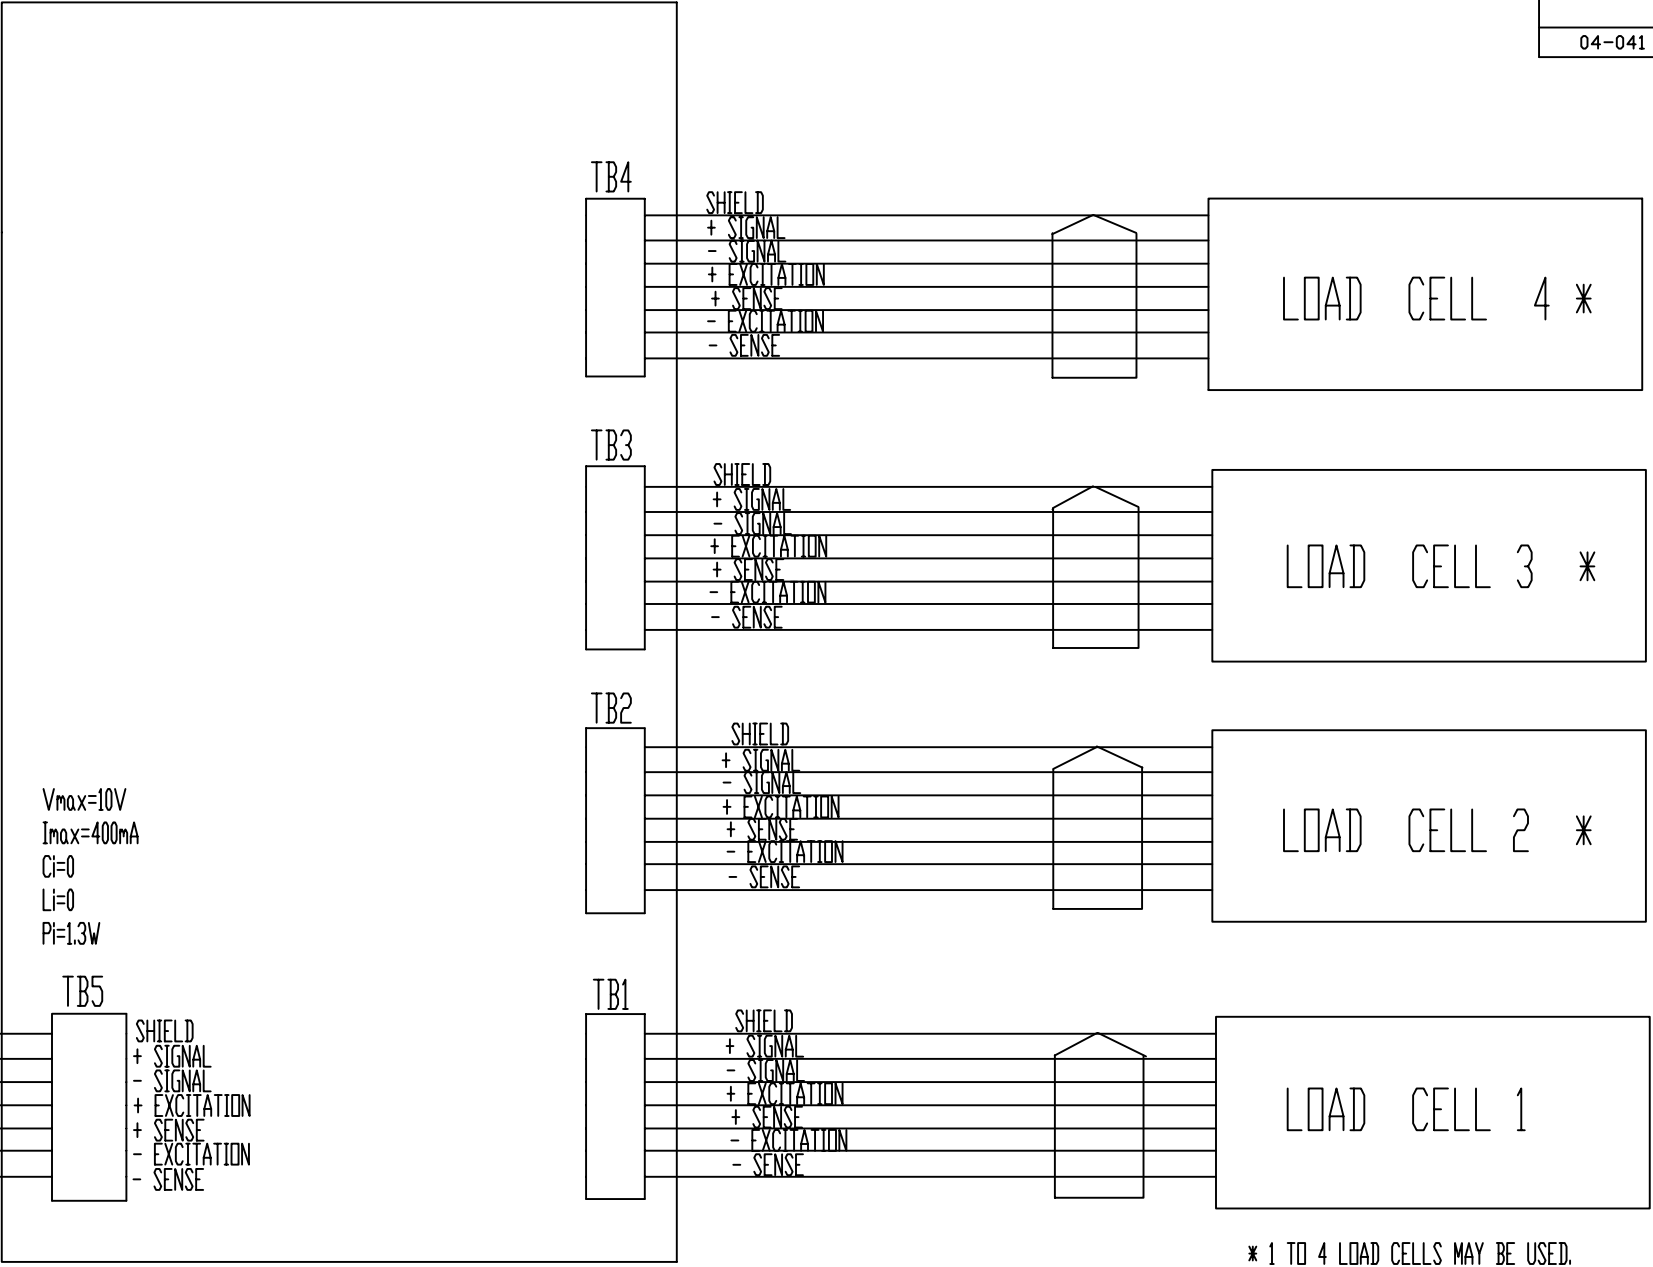 04-041
TB4
SHIELD
+ SIGNAL
- SIGNAL
+ EXCITATION
+ SENSE
- EXCITATION
- SENSE
LOAD CELL 4 *
TB3
SHIELD
+ SIGNAL
- SIGNAL
+ EXCITATION
+ SENSE
- EXCITATION
- SENSE
LOAD CELL 3 *
TB2
SHIELD
+ SIGNAL
- SIGNAL
+ EXCITATION
+ SENSE
- EXCITATION
- SENSE
LOAD CELL 2 *
Vmax=10V
Imax=400mA
Ci=0
Li=0
Pi=1.3W
TB5
SHIELD
+ SIGNAL
- SIGNAL
+ EXCITATION
+ SENSE
- EXCITATION
- SENSE
TB1
SHIELD
+ SIGNAL
- SIGNAL
+ EXCITATION
+ SENSE
- EXCITATION
- SENSE
LOAD CELL 1
* 1 TO 4 LOAD CELLS MAY BE USED.